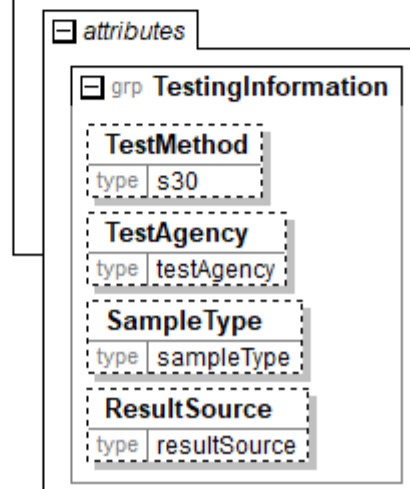 attributes
grp TestingInformation
TestMethod
type s30
TestAgency
type testAgency
SampleType
type sampleType
ResultSource
type resultSource